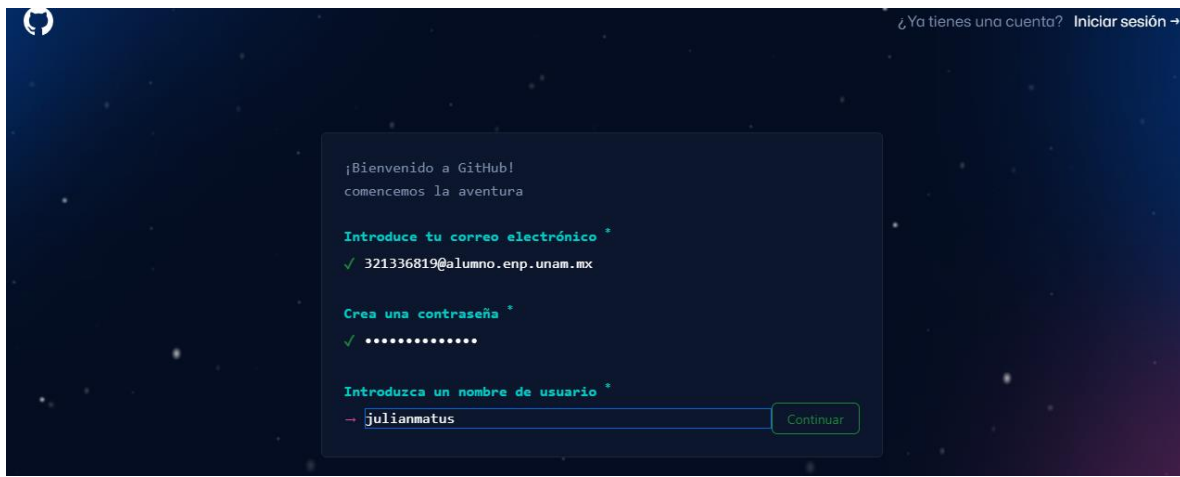 ¿Ya tienes una cuenta? Iniciar sesión →
¡Bienvenido a GitHub!
comencemos la aventura
Introduce tu correo electrónico *
✓ 321336819@alumno.enp.unam.mx
Crea una contraseña *
✓ ••••••••••••••
Introduzca un nombre de usuario *
→ julianmatus Continuar